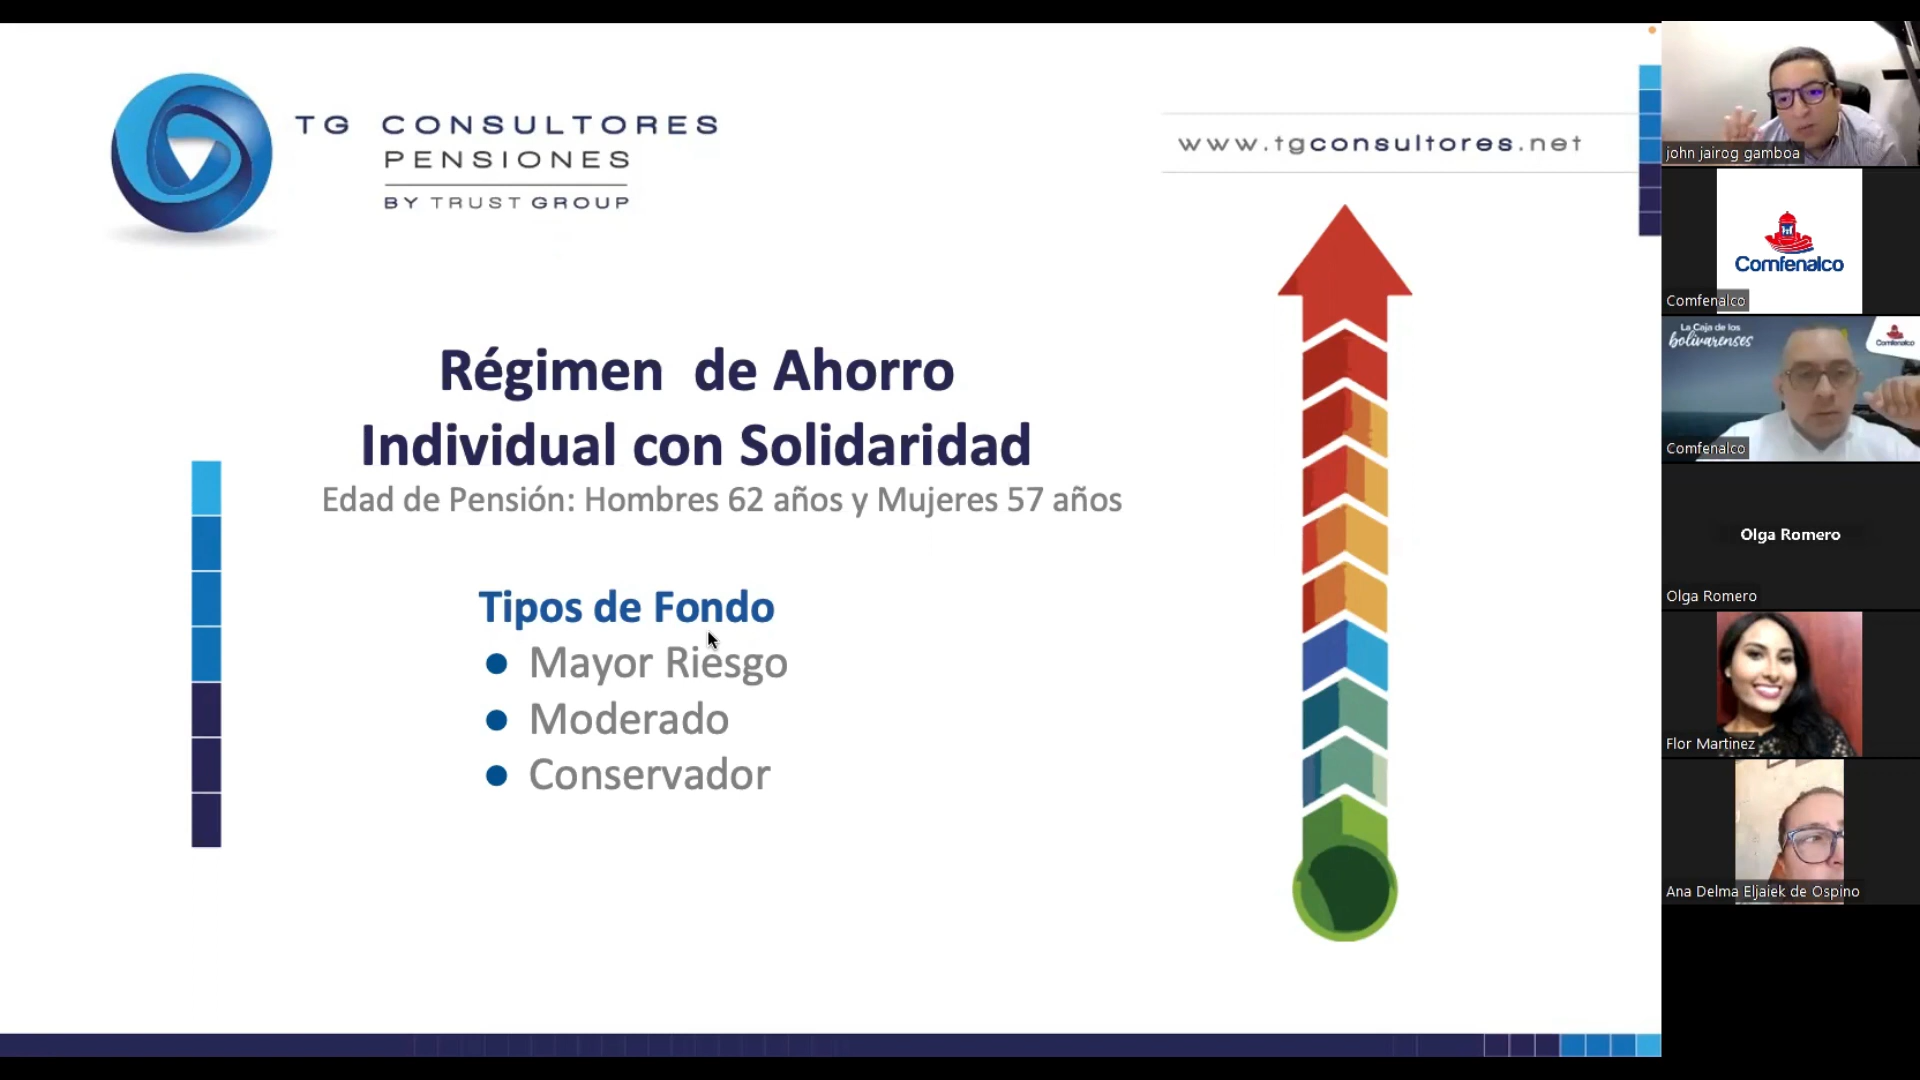 TG CONSULTORES
PENSIONES
BY TRUST GROUP
www.tgconsultores.net
Régimen de Ahorro
Individual con Solidaridad
Edad de Pensión: Hombres 62 años y Mujeres 57 años
Tipos de Fondo
● Mayor Riesgo
● Moderado
● Conservador
john jairog gamboa
Comfenalco
Comfenalco
La Caja de los
bolivarenses
Comfenalco
Comfenalco
Olga Romero
Olga Romero
Flor Martinez
Ana Delma Eljaiek de Ospino